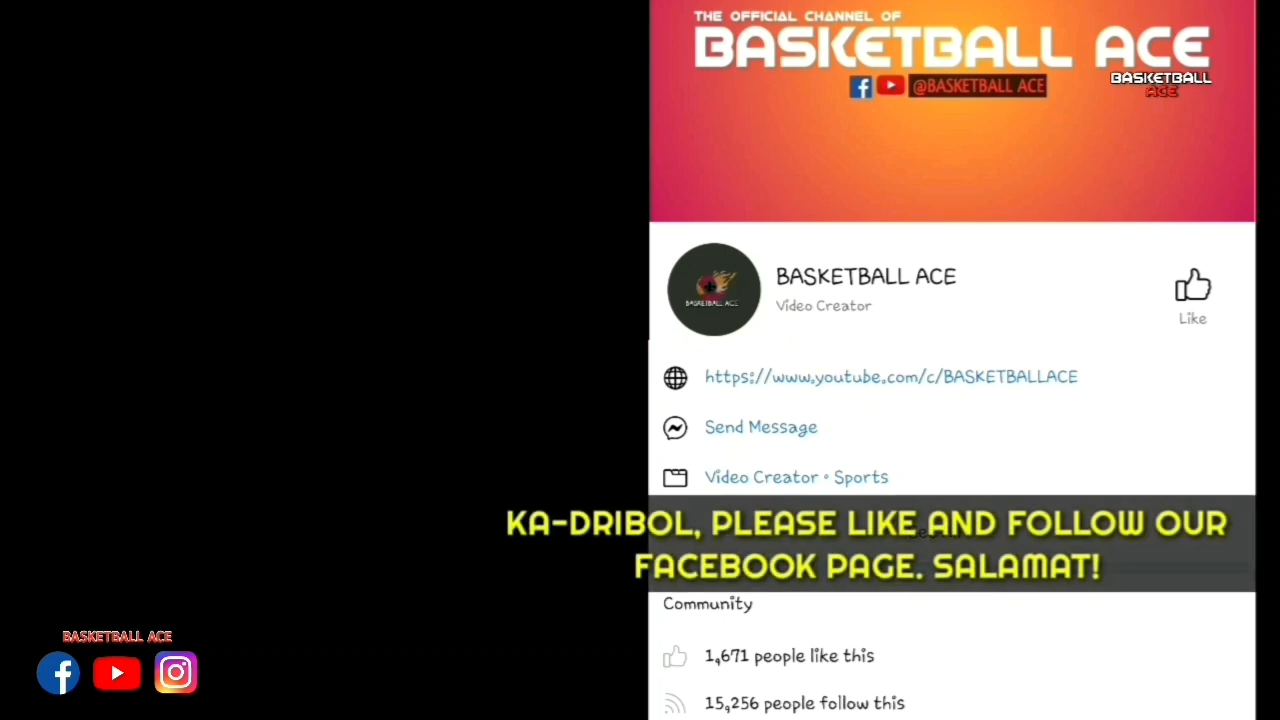 THE OFFICIAL CHANNEL OF
BASKETBALL ACE
@BASKETBALL ACE
BASKETBALL
ACE
BASKETBALL ACE
BASKETBALL ACE
Video Creator
Like
https://www.youtube.com/c/BASKETBALLACE
Send Message
Video Creator • Sports
KA-DRIBOL, PLEASE LIKE AND FOLLOW OUR
FACEBOOK PAGE. SALAMAT!
Community
1,671 people like this
15,256 people follow this
BASKETBALL ACE